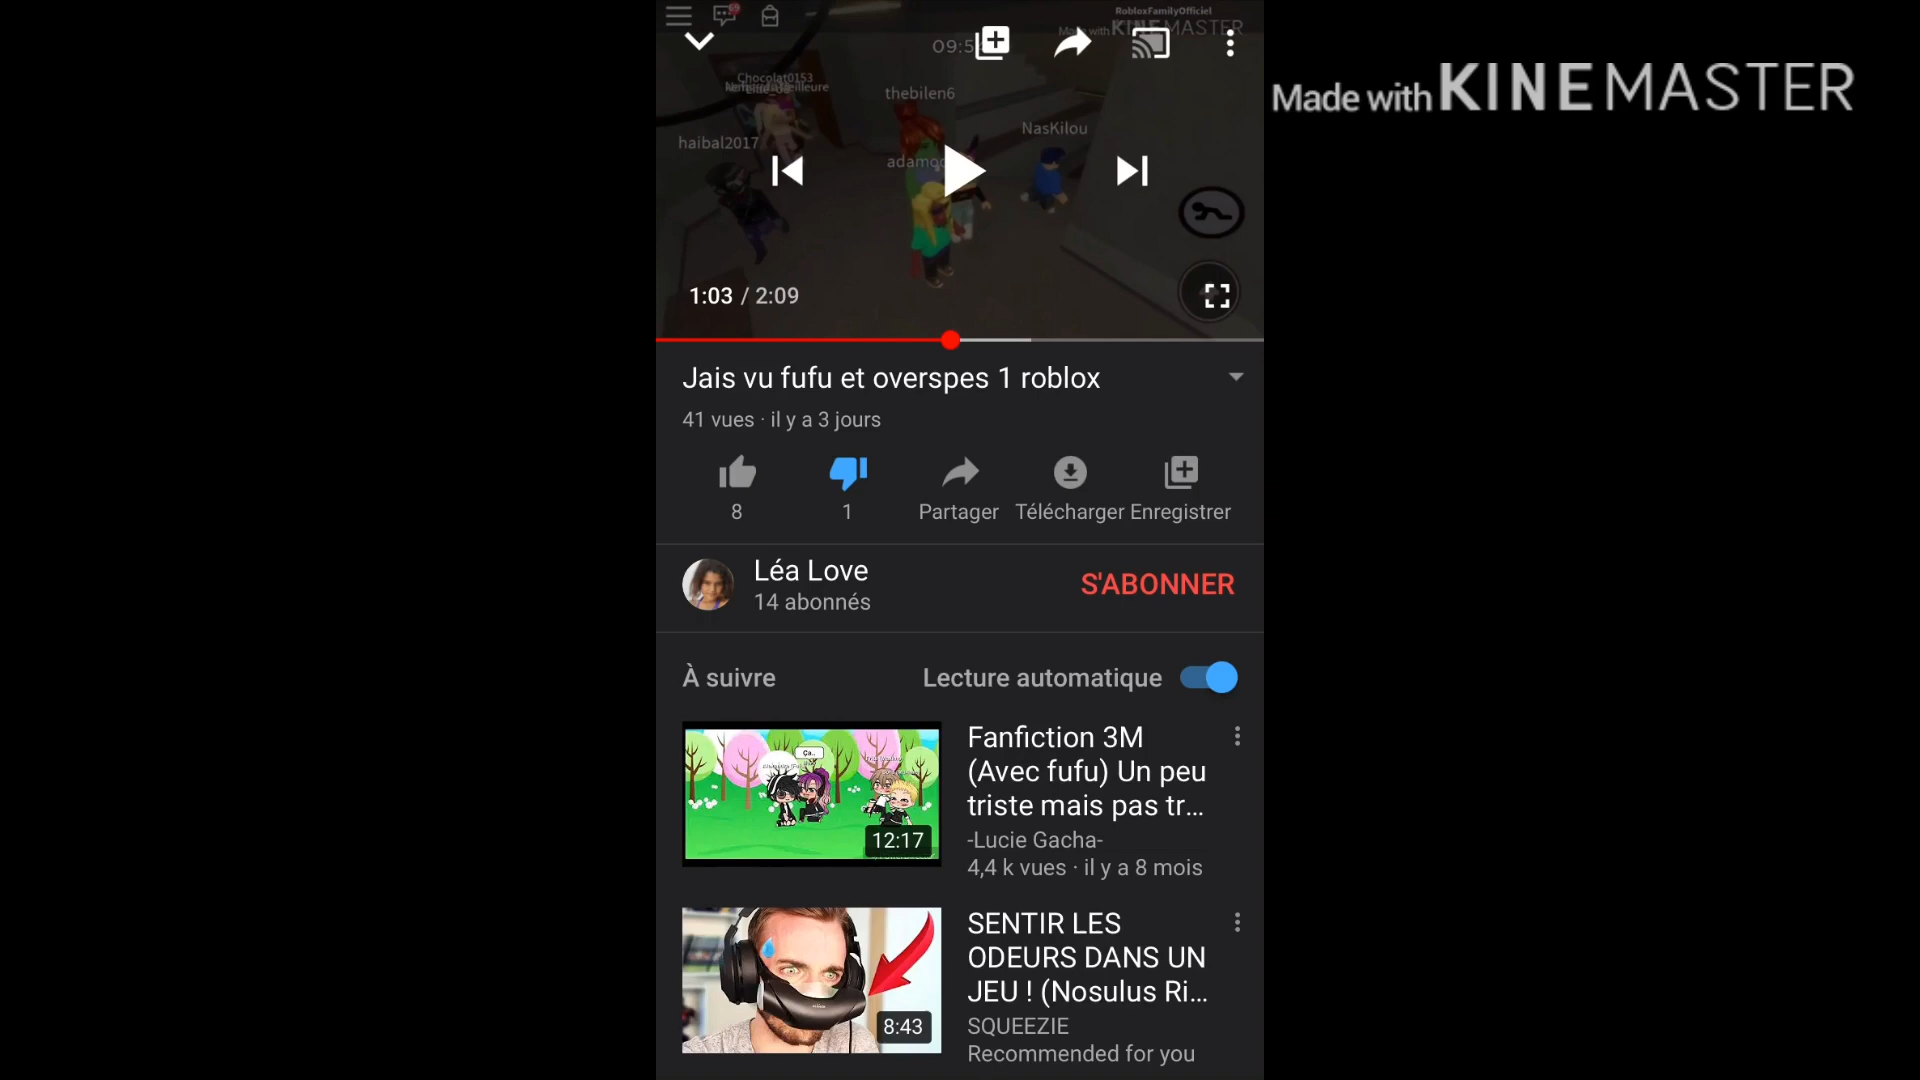 RobloxFamilyOfficiel
Made with KINEMASTER
09:5
Made with KINEMASTER
Chocolat0153
thebilen6
NasKilou
haibal2017
1:03 / 2:09
Jais vu fufu et overspes 1 roblox
41 vues · il y a 3 jours
8
1
Partager
Télécharger
Enregistrer
Léa Love
14 abonnés
S'ABONNER
À suivre
Lecture automatique
Fanfiction 3M
(Avec fufu) Un peu
triste mais pas tr...
-Lucie Gacha-
4,4 k vues · il y a 8 mois
12:17
SENTIR LES
ODEURS DANS UN
JEU ! (Nosulus Ri...
SQUEEZIE
Recommended for you
8:43